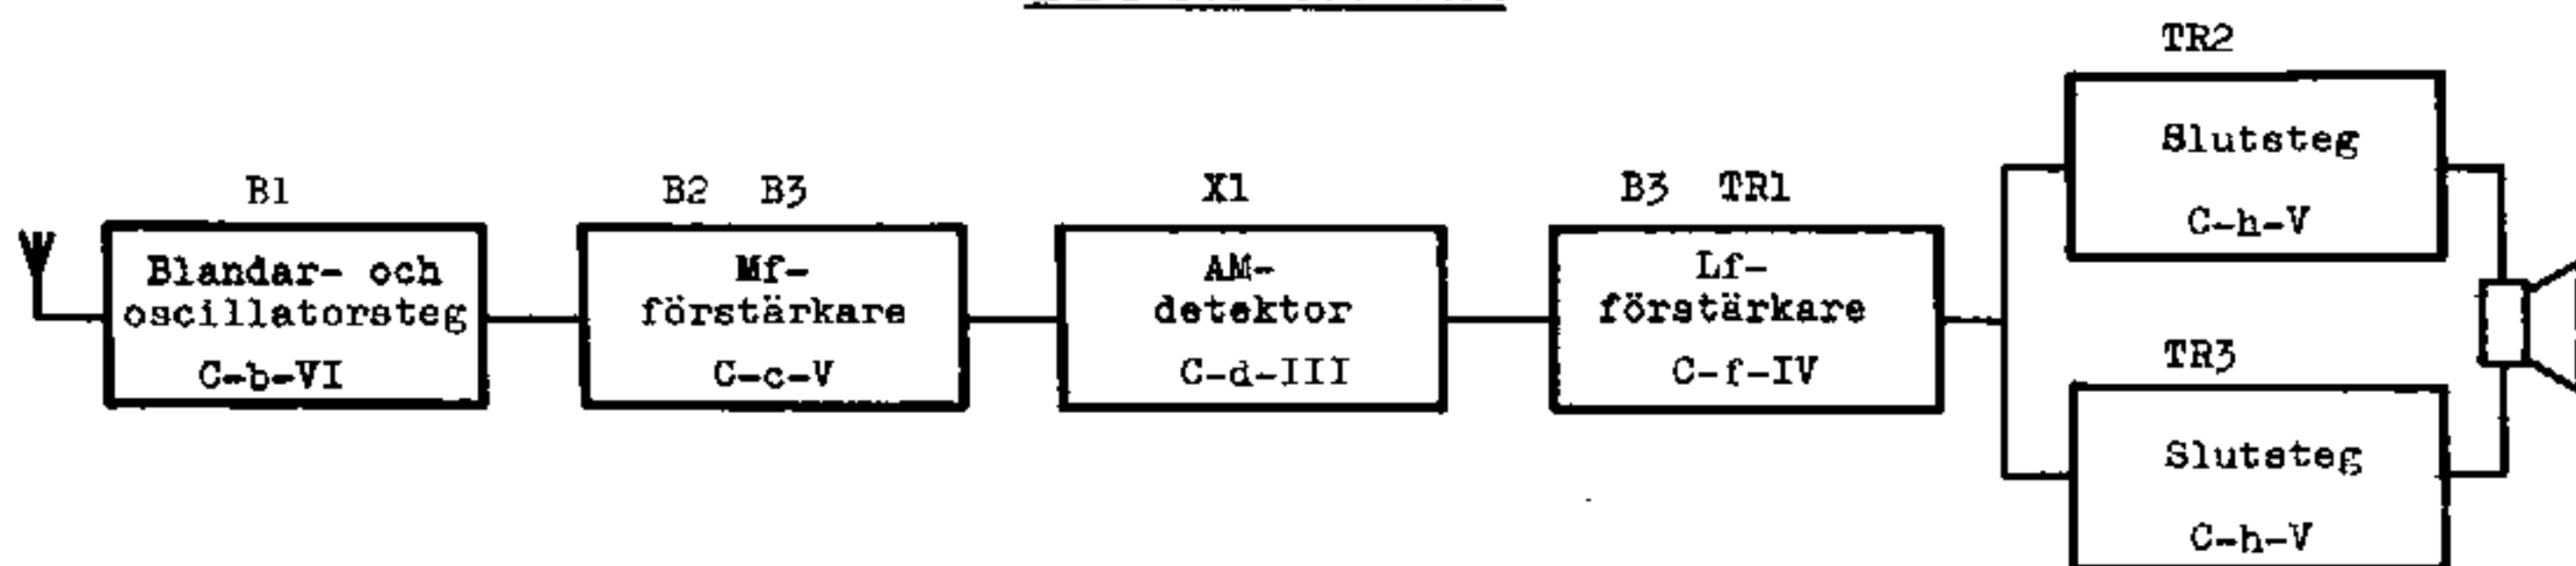 B1
Blandar- och
oscillatorsteg
C-b-VI
B2 B3
Mf-
förstärkare
C-c-V
X1
AM-
detektor
C-d-III
B3 TR1
Lf-
förstärkare
C-f-IV
TR2
Slutsteg
C-h-V
TR3
Slutsteg
C-h-V